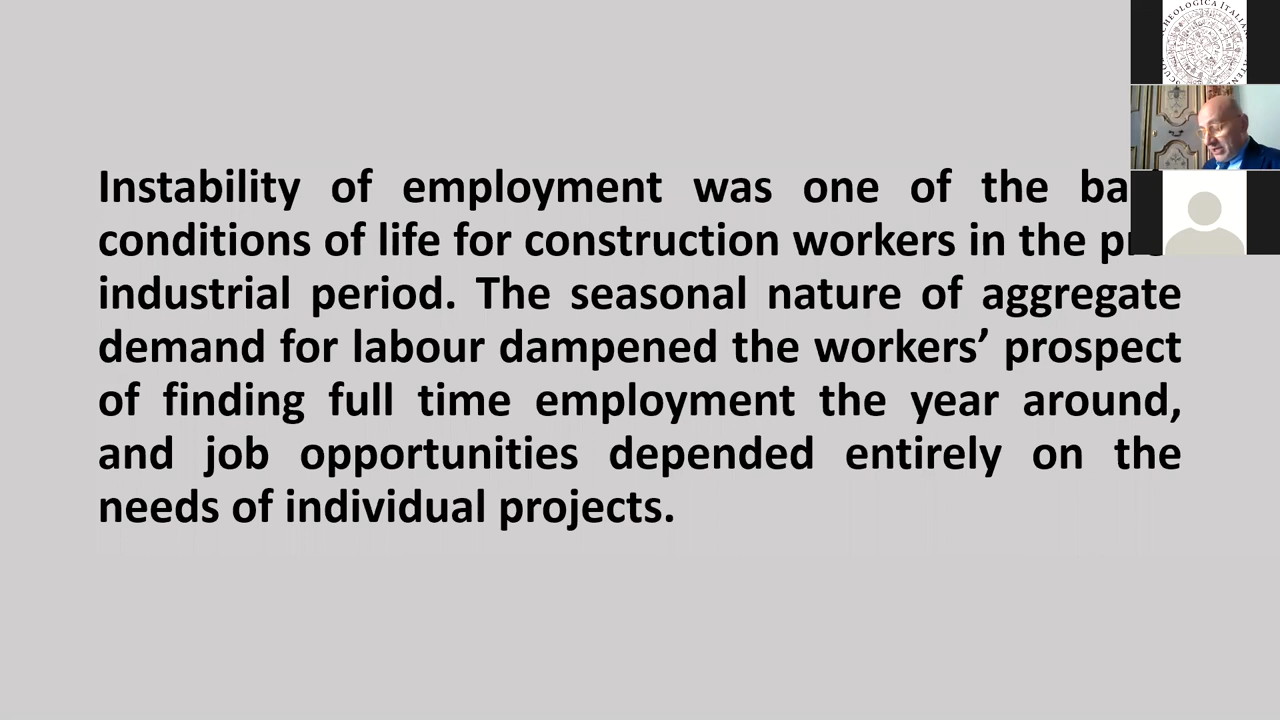 Instability of employment was one of the
conditions of life for construction workers in the
industrial period. The seasonal nature of aggregate
demand for labour dampened the workers’ prospect
of finding full time employment the year around,
and job opportunities depended entirely on the
needs of individual projects.